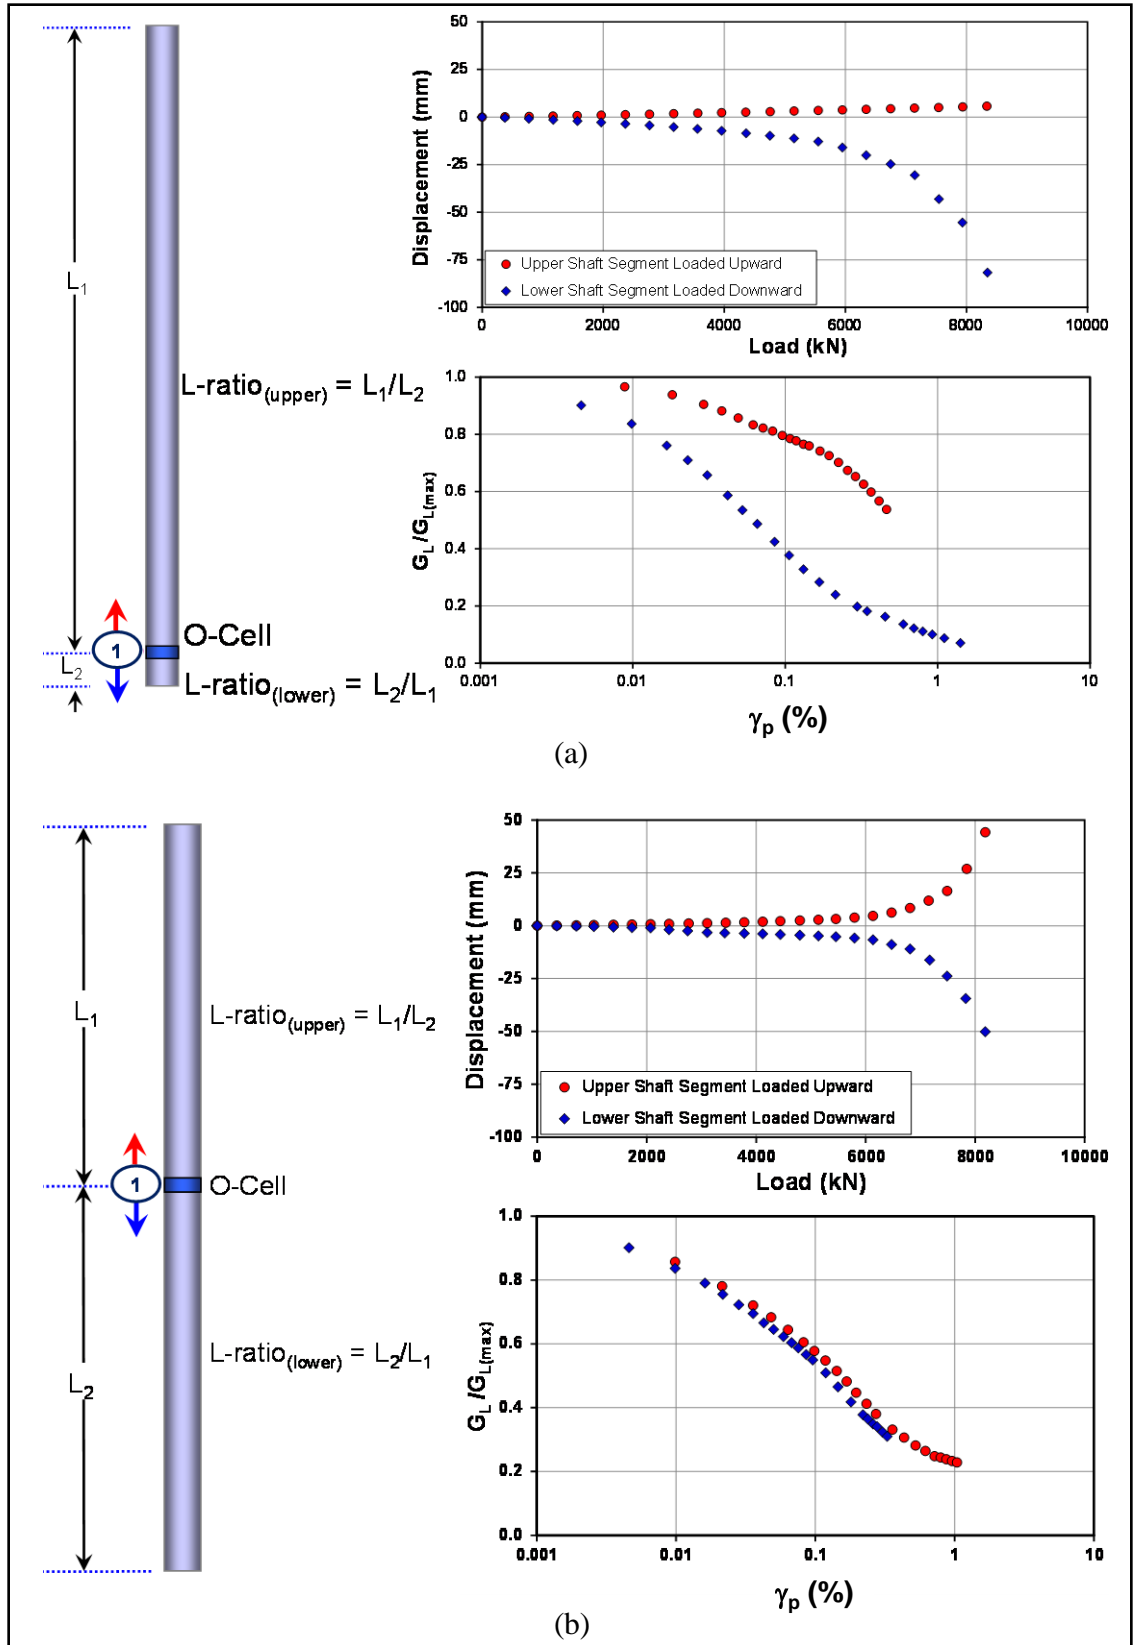 L1
L-ratio(upper) = L1/L2
1
O-Cell
L2
L-ratio(lower) = L2/L1
Displacement (mm)
50
25
0
-25
-50
-75
-100
Upper Shaft Segment Loaded Upward
Lower Shaft Segment Loaded Downward
0 2000 4000 6000 8000 10000
Load (kN)
GL/GL(max)
1.0
0.8
0.6
0.4
0.2
0.0
0.001 0.01 0.1 1 10
γp (%)
(a)
L1
L-ratio(upper) = L1/L2
1
O-Cell
L2
L-ratio(lower) = L2/L1
Displacement (mm)
50
25
0
-25
-50
-75
-100
Upper Shaft Segment Loaded Upward
Lower Shaft Segment Loaded Downward
0 2000 4000 6000 8000 10000
Load (kN)
GL/GL(max)
1.0
0.8
0.6
0.4
0.2
0.0
0.001 0.01 0.1 1 10
γp (%)
(b)